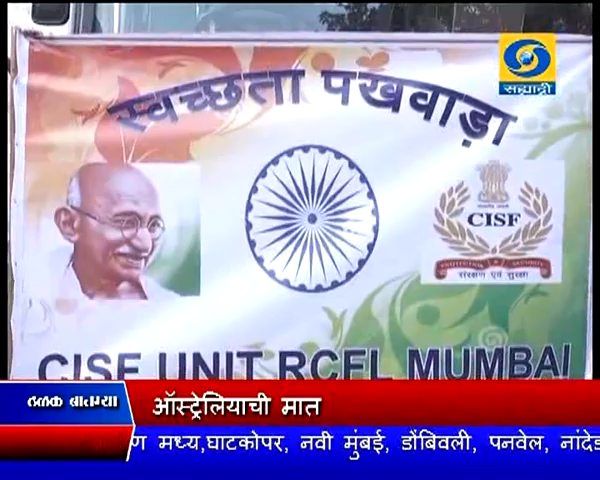 स्वच्छता पखवाड़ा
सह्याद्री
CISF
संरक्षण एवं सुरक्षा
CISF UNIT RCFL MUMBAI
ठळक बातम्या
ऑस्ट्रेलियाची मात
मध्य,घाटकोपर, नवी मुंबई, डोंबिवली, पनवेल,